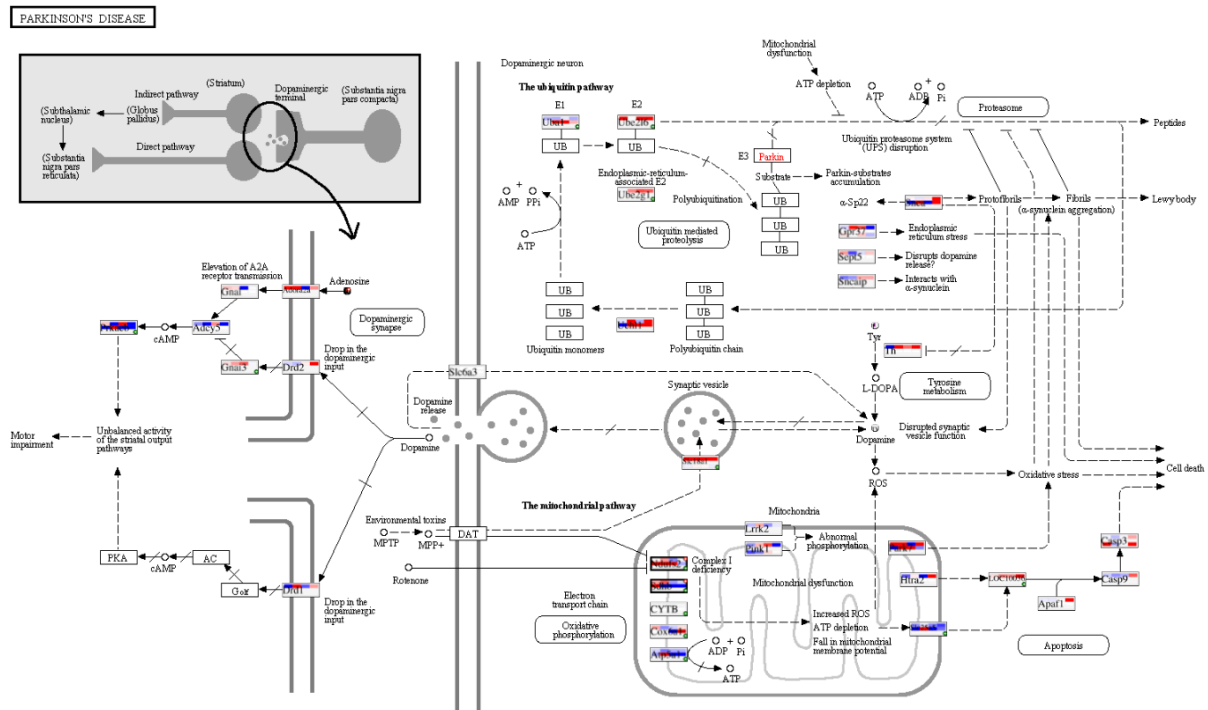 PARKINSON'S DISEASE
(Striatum)
Indirect pathway
Dopaminergic
terminal
(Substantia nigra
pars compacta)
(Subthalamic
nucleus)
(Globus
pallidus)
Direct pathway
(Substantia
nigra pars
reticulata)
Dopaminergic neuron
The ubiquitin pathway
E1
E2
Uba1
Ube2l6
UB
UB
Endoplasmic-reticulum-
associated E2
Ube2g1
AMP
+
PPi
ATP
Polyubiquitination
Ubiquitin mediated
proteolysis
Mitochondrial
dysfunction
ATP depletion
ATP
ADP
+
Pi
Proteasome
Peptides
Ubiquitin proteasome system
(UPS) disruption
E3
Parkin
Substrate
UB
UB
UB
Parkin-substrates
accumulation
α-Sp22
Snca
Protofibrils
Fibrils
(α-synuclein aggregation)
Lewy body
Gpr37
Endoplasmic
reticulum stress
Sept5
Disrupts dopamine
release?
Sncaip
Interacts with
α-synuclein
UB
UB
UB
Ubiquitin monomers
Uchl1
UB
UB
UB
Polyubiquitin chain
Elevation of A2A
receptor transmission
Adenosine
Gnal
Adora2a
Dopaminergic
synapse
cAMP
Adcy5
Gnai3
Drd2
Drop in the
dopaminergic
input
Motor
impairment
Unbalanced activity
of the striatal output
pathways
Dopamine
Slc6a3
Dopamine
release
Synaptic vesicle
Slc18a1
Tyr
Th
L-DOPA
Tyrosine
metabolism
Dopamine
Disrupted synaptic
vesicle function
ROS
Oxidative stress
Cell death
The mitochondrial pathway
Environmental toxins
MPTP
MPP+
DAT
Rotenone
PKA
cAMP
AC
Golf
Drd1
Drop in the
dopaminergic
input
Mitochondria
Lrrk2
Pink1
Abnormal
phosphorylation
Complex I
deficiency
Park7
Mitochondrial dysfunction
Electron
transport chain
CYTB
Oxidative
phosphorylation
Increased ROS
ATP depletion
Fall in mitochondrial
membrane potential
ADP
+
Pi
ATP
Htra2
Apaf1
Casp9
Casp3
Apoptosis